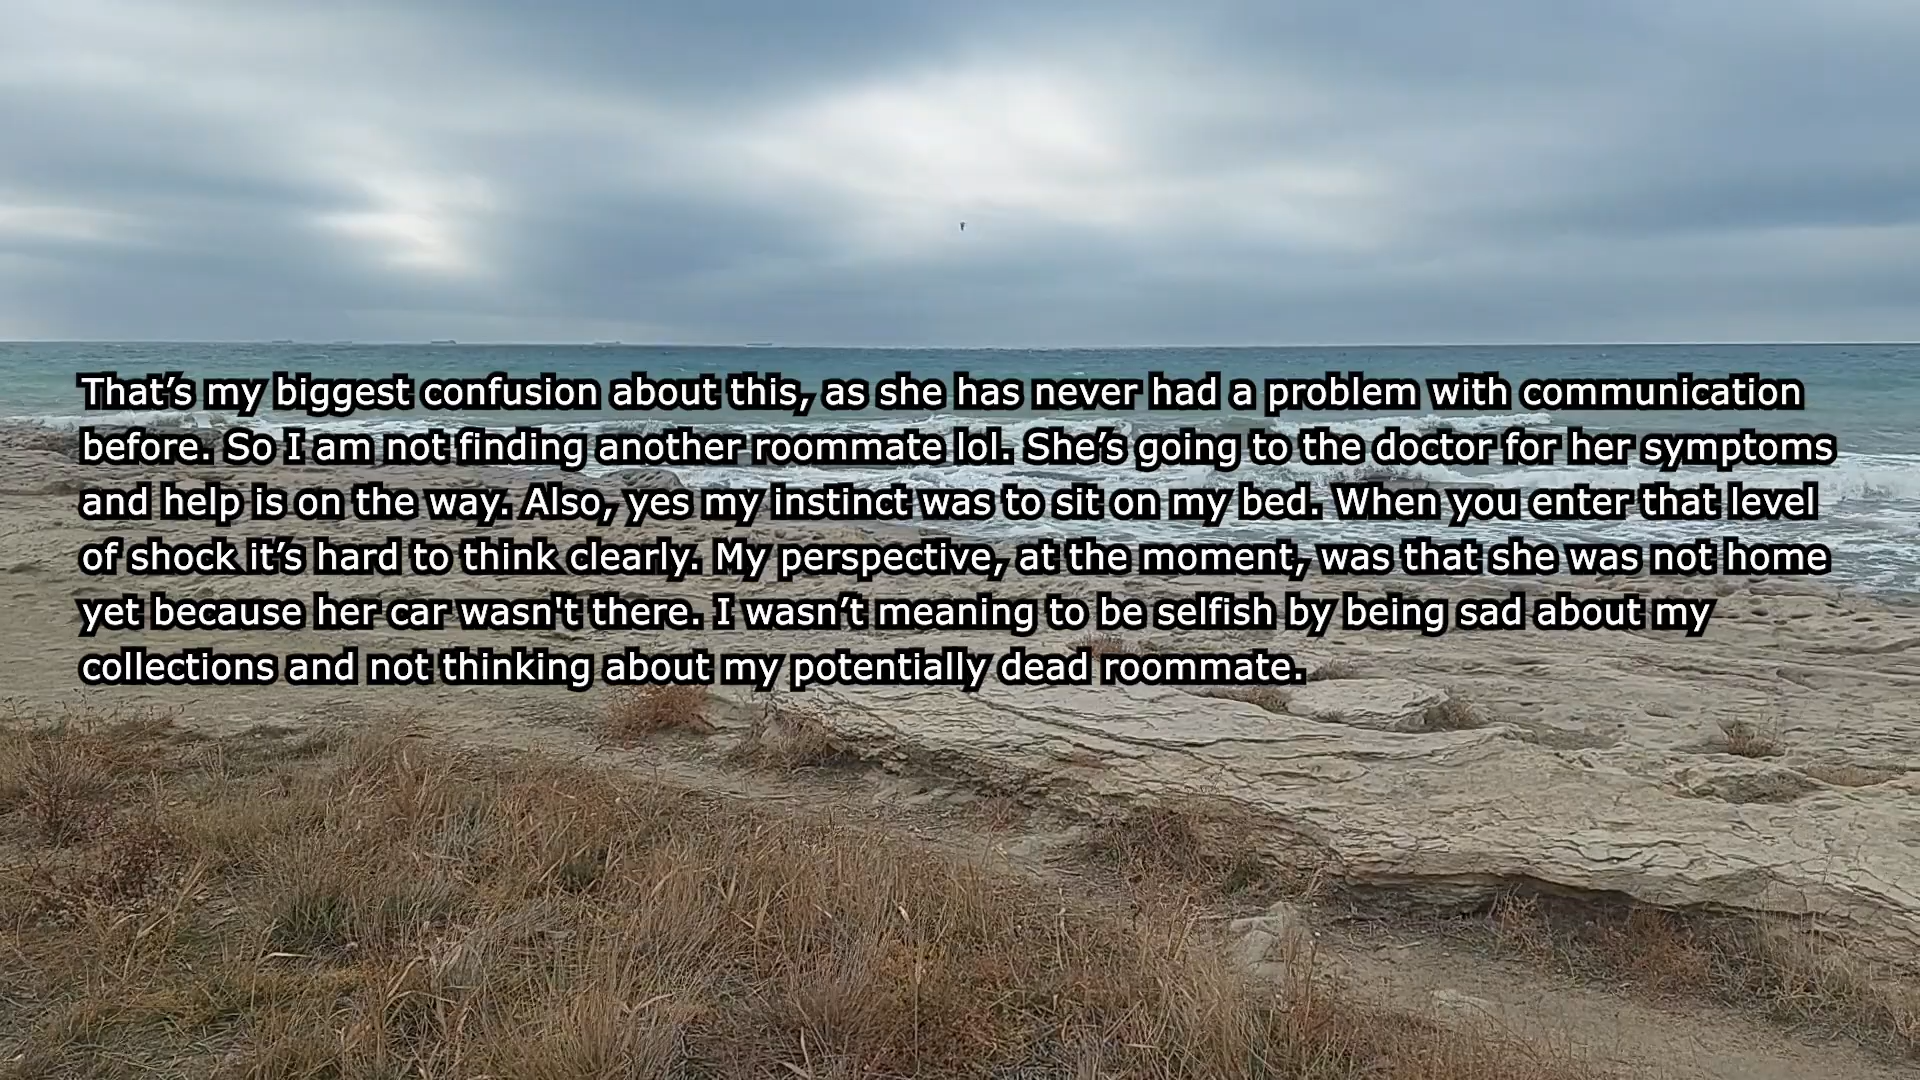 That’s my biggest confusion about this, as she has never had a problem with communication
before. So I am not finding another roommate lol. She’s going to the doctor for her symptoms
and help is on the way. Also, yes my instinct was to sit on my bed. When you enter that level
of shock it’s hard to think clearly. My perspective, at the moment, was that she was not home
yet because her car wasn't there. I wasn’t meaning to be selfish by being sad about my
collections and not thinking about my potentially dead roommate.